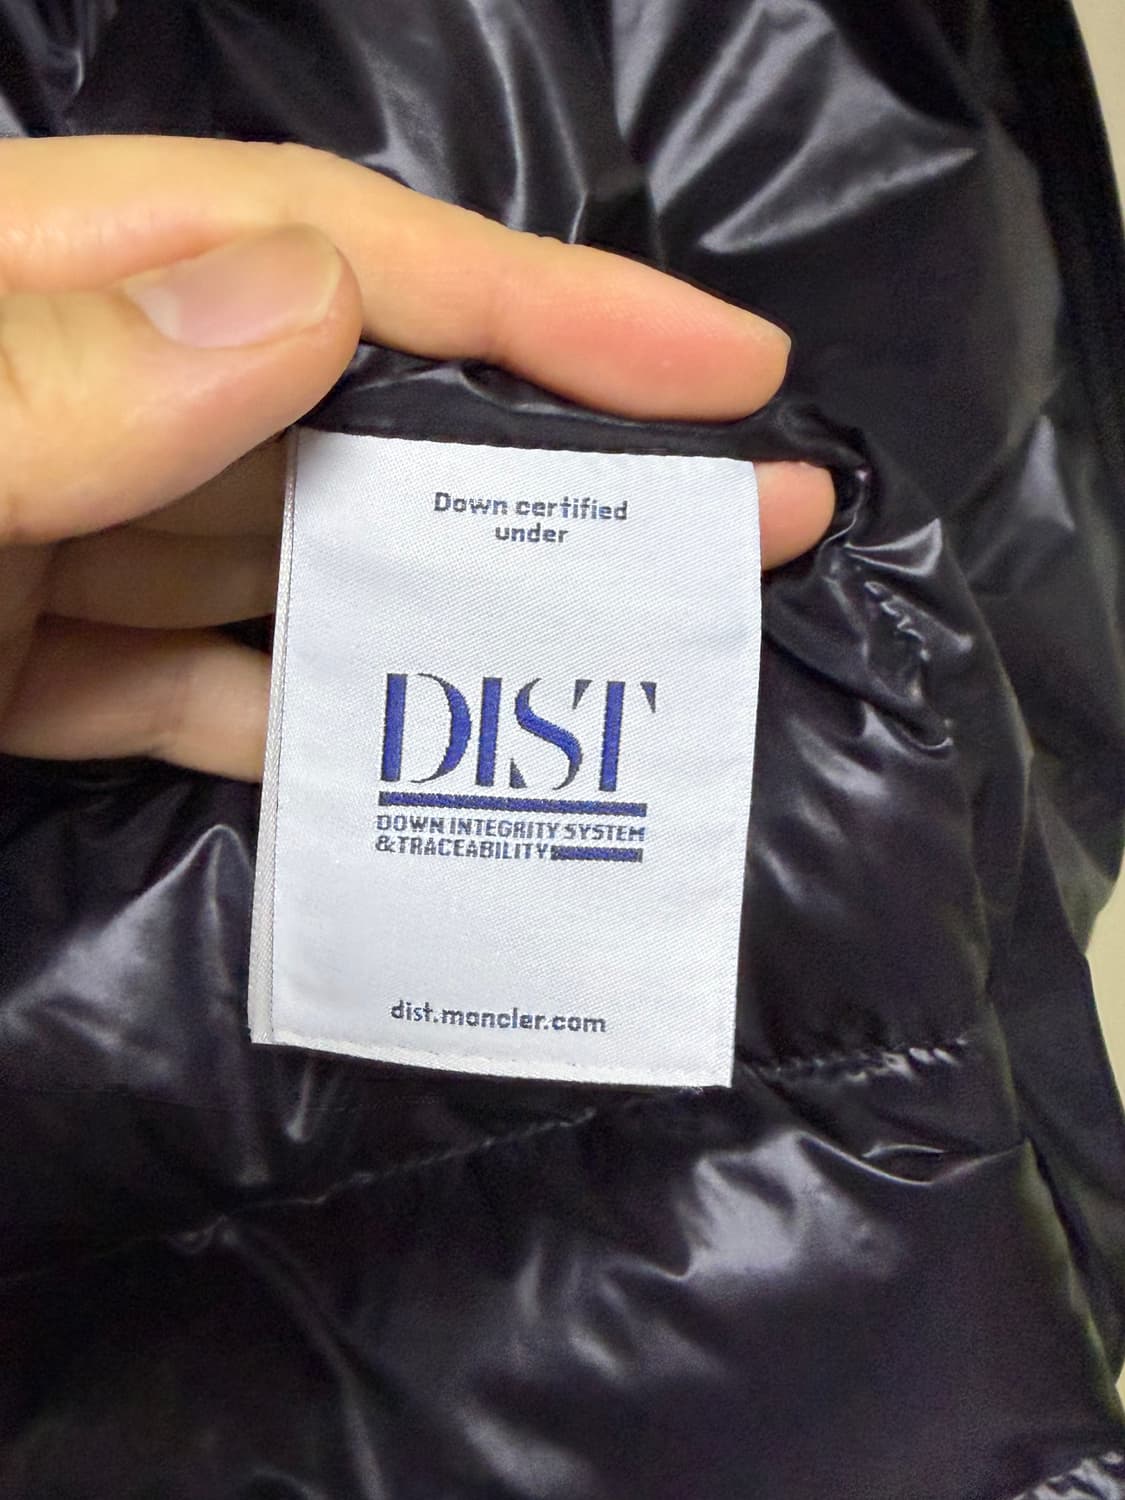 Down certified
under
DIST
DOWN INTEGRITY SYSTEM
&TRACEABILITY
dist.moncler.com